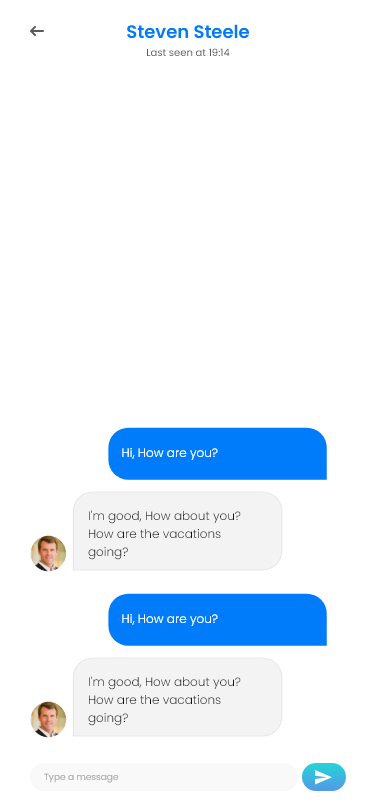 Steven Steele
Last seen at 19:14
Hi, How are you?
I'm good, How about you?
How are the vacations
going?
Hi, How are you?
I'm good, How about you?
How are the vacations
going?
Type a message